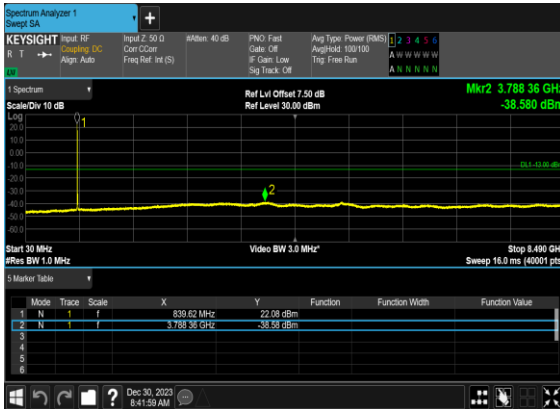 Spectrum Analyzer 1
Swept SA
+
KEYSIGHT
R T
LW
Input: RF
Coupling: DC
Align: Auto
Input Z: 50 Ω
Corr CCorr
Freq Ref: Int (S)
#Atten: 40 dB
PNO: Fast
Gate: Off
IF Gain: Low
Sig Track: Off
Avg Type: Power (RMS)
Avg|Hold: 100/100
Trig: Free Run
1 2 3 4 5 6
A W W W W W
A N N N N N
1 Spectrum
Scale/Div 10 dB
Log
Ref Lvl Offset 7.50 dB
Ref Level 30.00 dBm
Mkr2 3.788 36 GHz
-38.580 dBm
20.0
10.0
0.00
-10.0
-20.0
-30.0
-40.0
-50.0
-60.0
1
2
DL1 -13.00 dBm
Start 30 MHz
#Res BW 1.0 MHz
Video BW 3.0 MHz*
Stop 8.490 GHz
Sweep 16.0 ms (40001 pts)
5 Marker Table
Mode Trace Scale X Y Function Function Width Function Value
1 N 1 f 839.62 MHz 22.08 dBm
2 N 1 f 3.788 36 GHz -38.58 dBm
3
4
5
6
?
Dec 30, 2023
8:41:59 AM